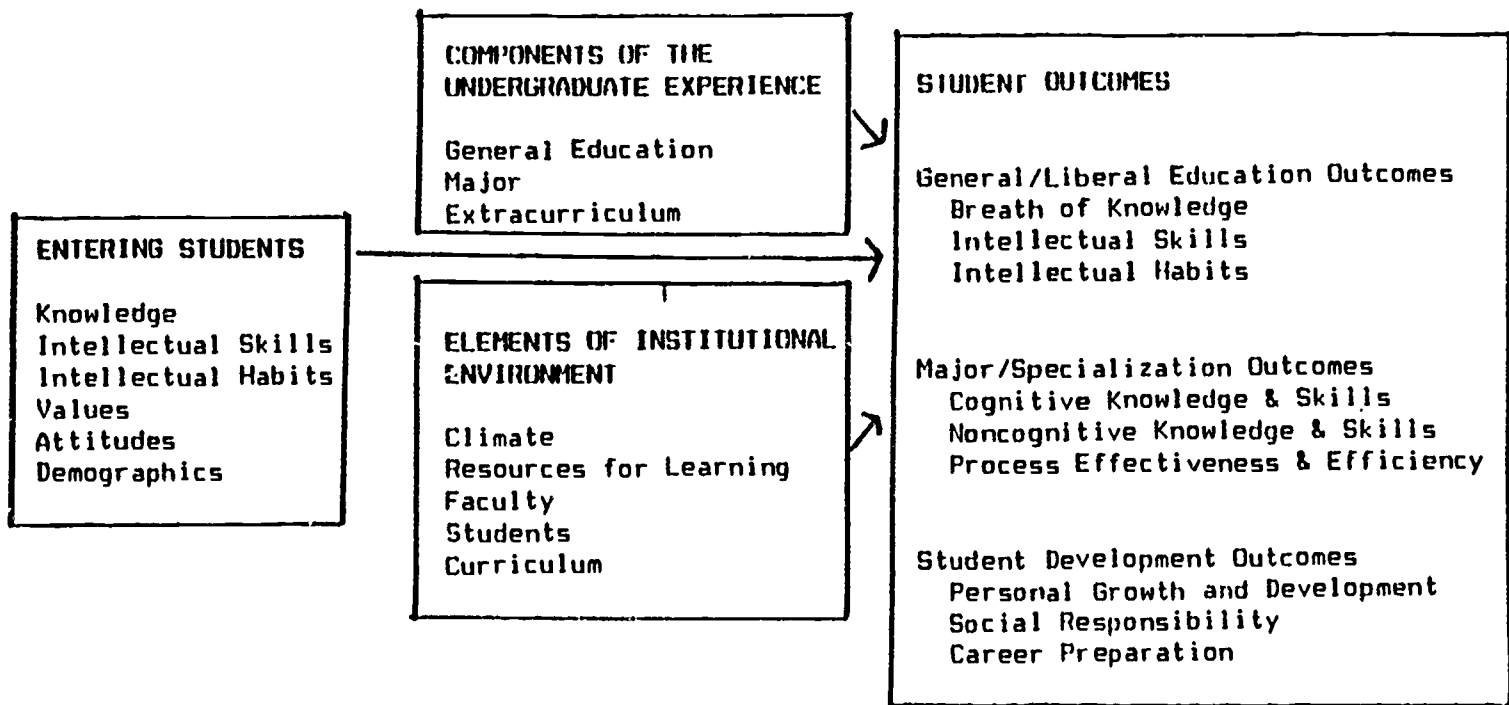 COMPONENTS OF THE
UNDERGRADUATE EXPERIENCE
General Education
Major
Extracurriculum
ENTERING STUDENTS
Knowledge
Intellectual Skills
Intellectual Habits
Values
Attitudes
Demographics
ELEMENTS OF INSTITUTIONAL
ENVIRONMENT
Climate
Resources for Learning
Faculty
Students
Curriculum
STUDENT OUTCOMES
General/Liberal Education Outcomes
Breath of Knowledge
Intellectual Skills
Intellectual Habits
Major/Specialization Outcomes
Cognitive Knowledge & Skills
Noncognitive Knowledge & Skills
Process Effectiveness & Efficiency
Student Development Outcomes
Personal Growth and Development
Social Responsibility
Career Preparation